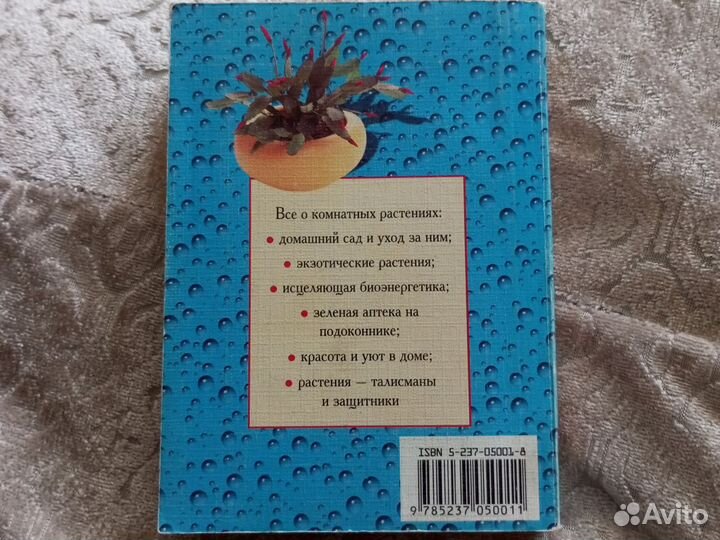 Все о комнатных растениях:
• домашний сад и уход за ним;
• экзотические растения;
• исцеляющая биоэнергетика;
• зеленая аптека на
подоконнике;
• красота и уют в доме;
• растения — талисманы
и защитники
ISBN 5-237-05001-8
9 785237 050011
Avito